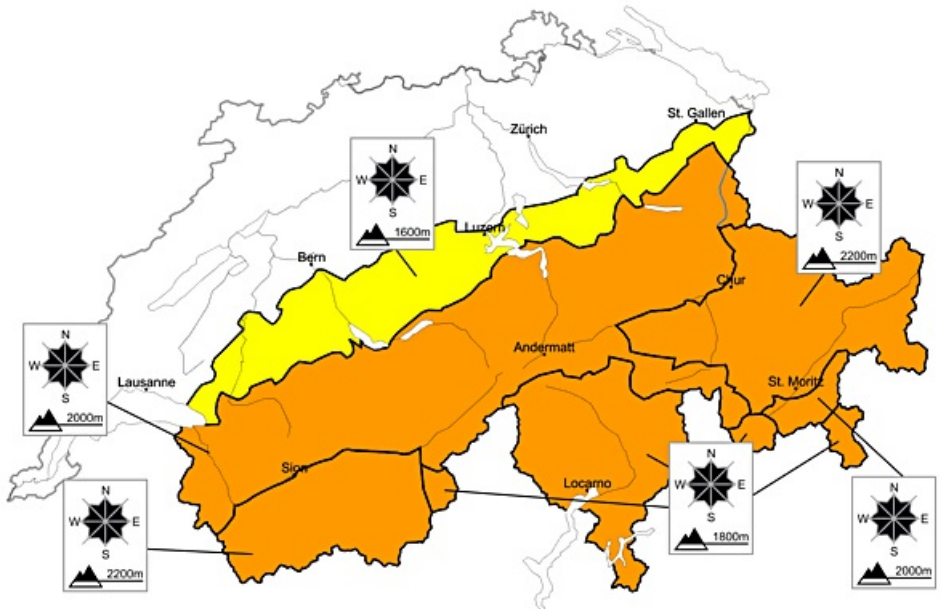 St. Gallen
Zürich
N
W E
S
1600m
Luzern
Bern
N
W E
S
2200m
Chur
N
W E
S
2000m
Lausanne
Andermatt
St. Moritz
Sion
Locarno
N
W E
S
2200m
N
W E
S
1800m
N
W E
S
2000m